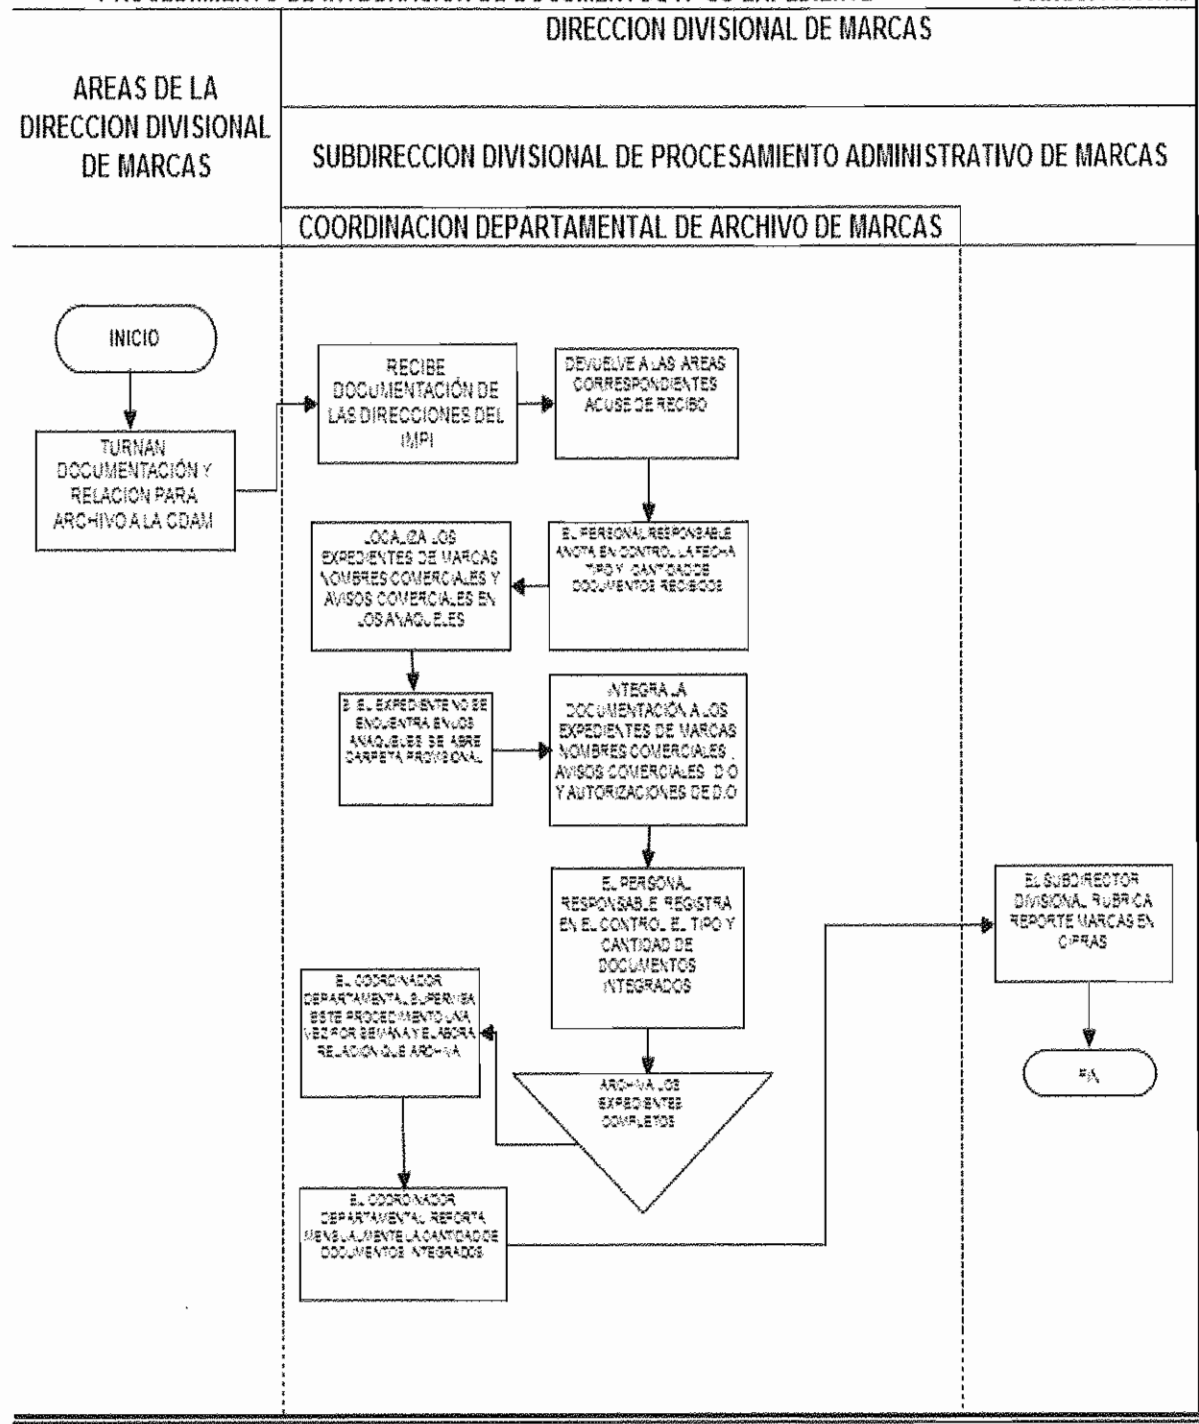 DIRECCION DIVISIONAL DE MARCAS
AREAS DE LA
DIRECCION DIVISIONAL
DE MARCAS
SUBDIRECCION DIVISIONAL DE PROCESAMIENTO ADMINISTRATIVO DE MARCAS
COORDINACION DEPARTAMENTAL DE ARCHIVO DE MARCAS
INICIO
TURNAN
DOCUMENTACIÓN Y
RELACION PARA
ARCHIVO A LA CDAM
RECIBE
DOCUMENTACIÓN DE
LAS DIRECCIONES DEL
IMPI
DEVUELVE A LAS AREAS
CORRESPONDIENTES
ACUSE DE RECIBO
EL PERSONAL RESPONSABLE
ANOTA EN CONTROL LA FECHA
TIPO Y CANTIDAD DE
DOCUMENTOS RECIBIDOS
LOCALIZA LOS
EXPEDIENTES DE MARCAS
NOMBRES COMERCIALES Y
AVISOS COMERCIALES EN
LOS ANAQUELES
SI EL EXPEDIENTE NO SE
ENCUENTRA EN LOS
ANAQUELES SE ABRE
CARPETA PROVISIONAL
INTEGRA LA
DOCUMENTACIÓN A LOS
EXPEDIENTES DE MARCAS
NOMBRES COMERCIALES ,
AVISOS COMERCIALES D.O
Y AUTORIZACIONES DE D.O
EL PERSONAL
RESPONSABLE REGISTRA
EN EL CONTROL EL TIPO Y
CANTIDAD DE
DOCUMENTOS
INTEGRADOS
ARCHIVA LOS
EXPEDIENTES
COMPLETOS
EL COORDINADOR
DEPARTAMENTAL SUPERVISA
ESTE PROCEDIMIENTO UNA
VEZ POR SEMANA Y ELABORA
RELACION QUE ARCHIVA
EL COORDINADOR
DEPARTAMENTAL REPORTA
MENSUALMENTE LA CANTIDAD DE
DOCUMENTOS INTEGRADOS
EL SUBDIRECTOR
DIVISIONAL RUBRICA
REPORTE MARCAS EN
CIFRAS
FIN